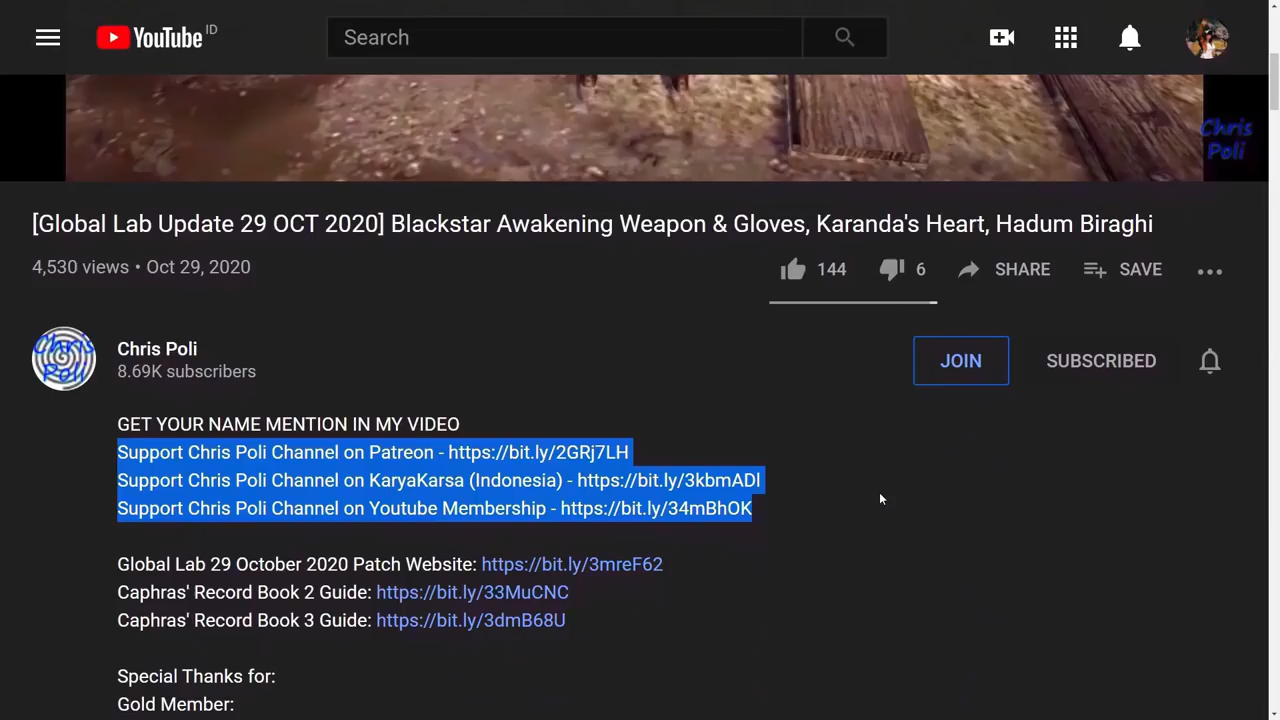 YouTube ID
Search
Chris
Poli
[Global Lab Update 29 OCT 2020] Blackstar Awakening Weapon & Gloves, Karanda's Heart, Hadum Biraghi
4,530 views • Oct 29, 2020
144
6
SHARE
SAVE
Chris Poli
Chris Poli
8.69K subscribers
JOIN
SUBSCRIBED
GET YOUR NAME MENTION IN MY VIDEO
Support Chris Poli Channel on Patreon - https://bit.ly/2GRj7LH
Support Chris Poli Channel on KaryaKarsa (Indonesia) - https://bit.ly/3kbmADl
Support Chris Poli Channel on Youtube Membership - https://bit.ly/34mBhOK
Global Lab 29 October 2020 Patch Website: https://bit.ly/3mreF62
Caphras' Record Book 2 Guide: https://bit.ly/33MuCNC
Caphras' Record Book 3 Guide: https://bit.ly/3dmB68U
Special Thanks for:
Gold Member: